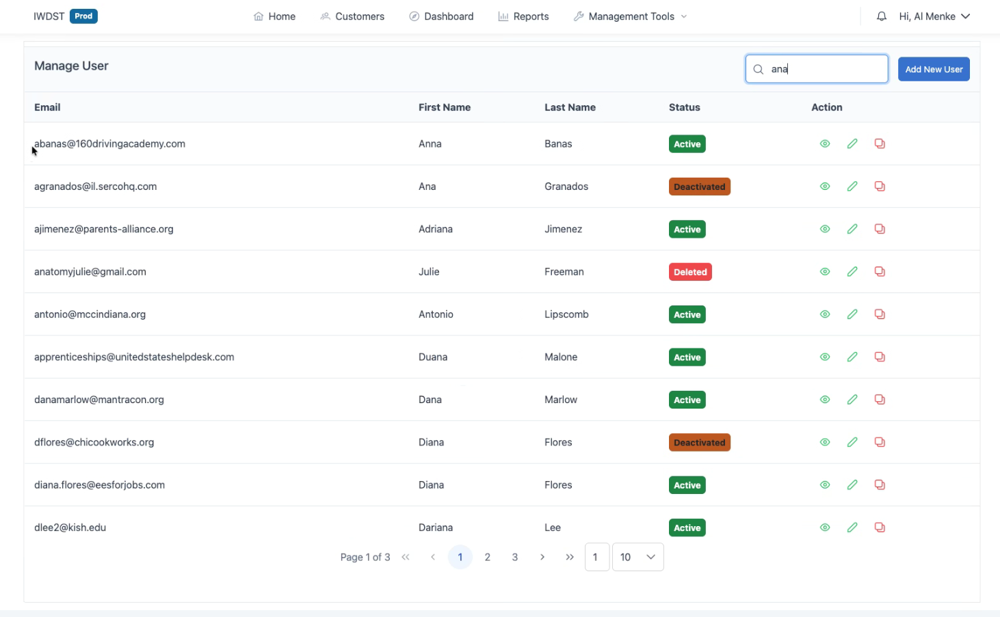 IWDST Prod Home Customers Dashboard Reports Management Tools Hi, Al Menke
Manage User ana Add New User
Email First Name Last Name Status Action
abanas@160drivingacademy.com Anna Banas Active
agranados@il.sercohq.com Ana Granados Deactivated
ajimenez@parents-alliance.org Adriana Jimenez Active
anatomyjulie@gmail.com Julie Freeman Deleted
antonio@mccindiana.org Antonio Lipscomb Active
apprenticeships@unitedstateshelpdesk.com Duana Malone Active
danamarlow@mantracon.org Dana Marlow Active
dflores@chicookworks.org Diana Flores Deactivated
diana.flores@eesforjobs.com Diana Flores Active
dlee2@kish.edu Dariana Lee Active
Page 1 of 3 1 2 3 1 10